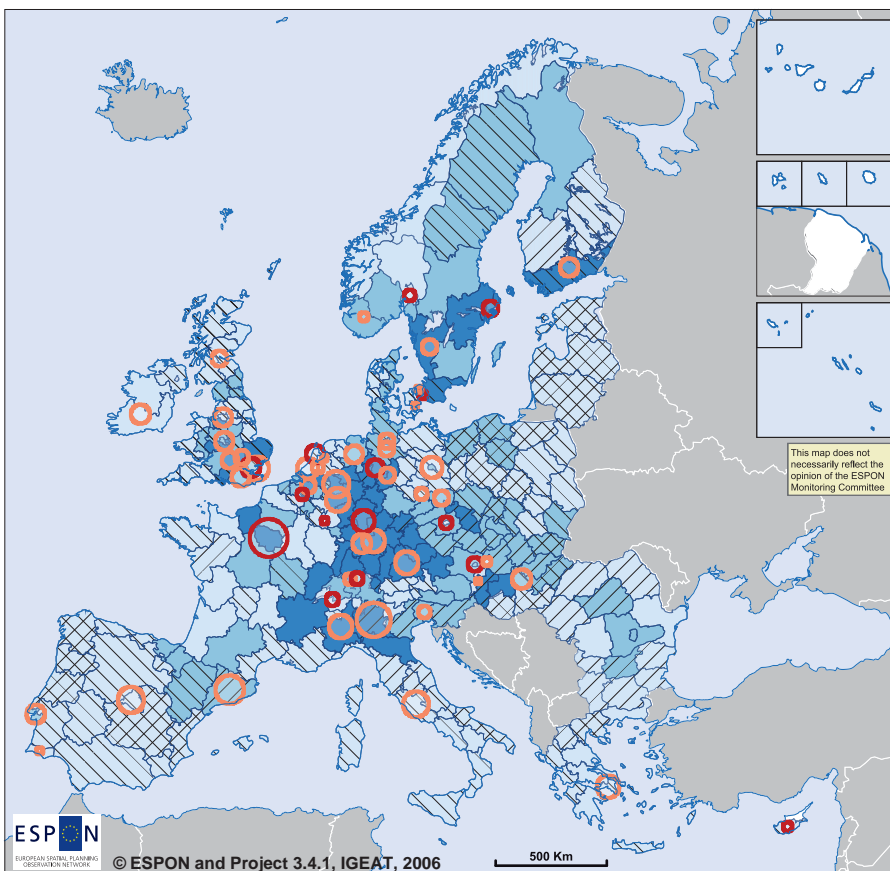 This map does not
necessarily reflect the
opinion of the ESPON
Monitoring Committee
ESPON
EUROPEAN SPATIAL PLANNING
OBSERVATION NETWORK
© ESPON and Project 3.4.1, IGEAT, 2006
500 Km